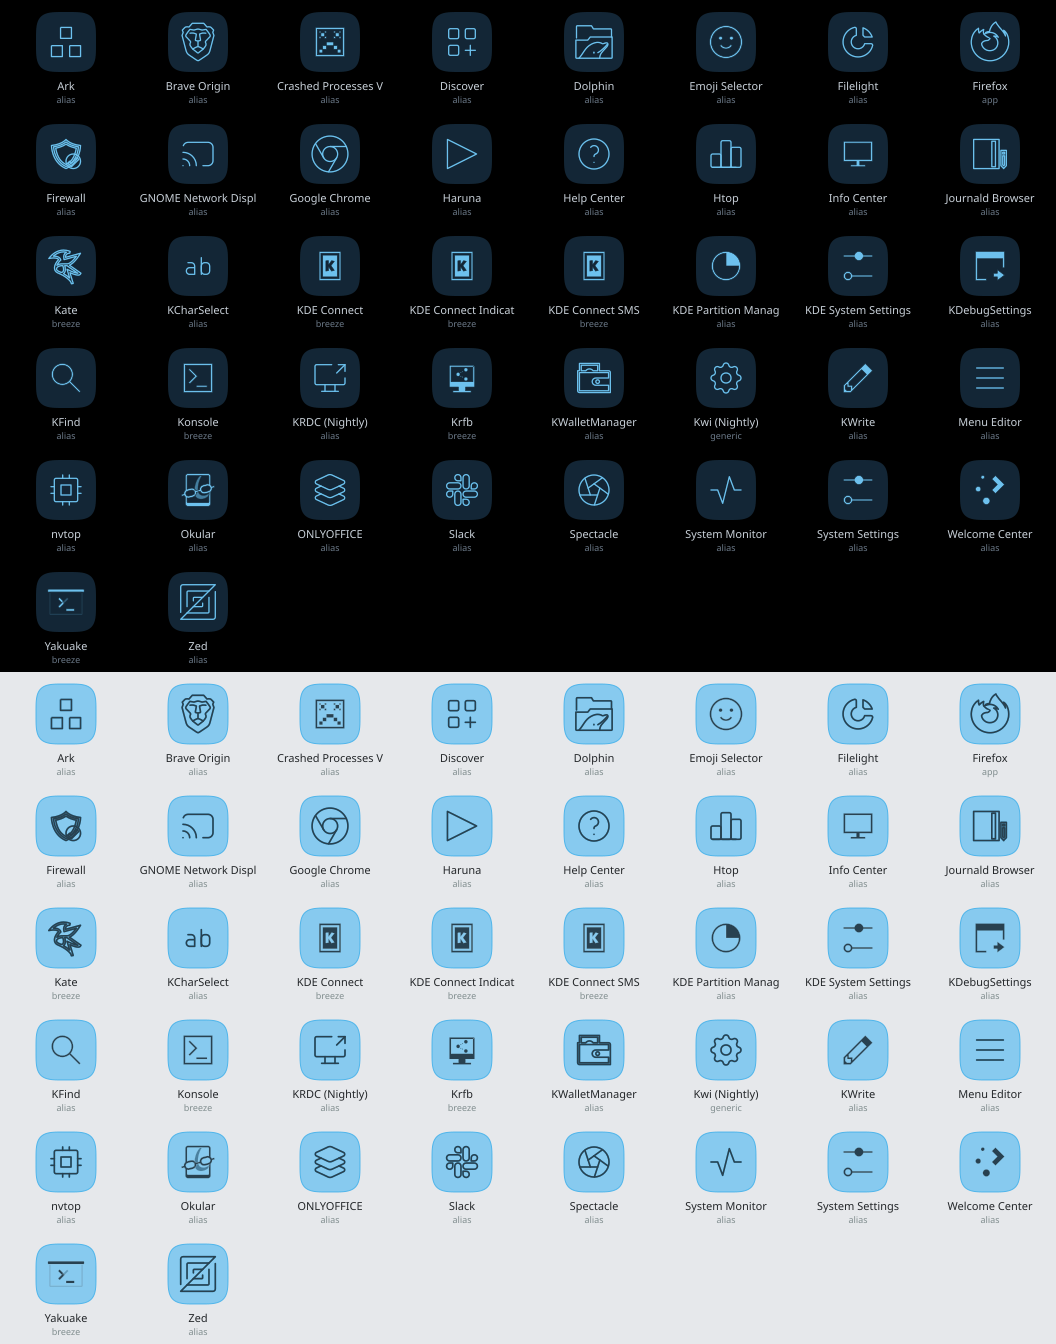 Ark Brave Origin Crashed Processes V Discover Dolphin Emoji Selector Filelight Firefox
alias alias alias alias alias alias alias app
Firewall GNOME Network Displ Google Chrome Haruna Help Center Htop Info Center Journald Browser
alias alias alias alias alias alias alias alias
ab
Kate KCharSelect KDE Connect KDE Connect Indicat KDE Connect SMS KDE Partition Manag KDE System Settings KDebugSettings
breeze alias breeze breeze breeze alias alias alias
KFind Konsole KRDC (Nightly) Krfb KWalletManager Kwi (Nightly) KWrite Menu Editor
alias breeze alias breeze alias generic alias alias
nvtop Okular ONLYOFFICE Slack Spectacle System Monitor System Settings Welcome Center
alias alias alias alias alias alias alias alias
Yakuake Zed
breeze alias
Ark Brave Origin Crashed Processes V Discover Dolphin Emoji Selector Filelight Firefox
alias alias alias alias alias alias alias app
Firewall GNOME Network Displ Google Chrome Haruna Help Center Htop Info Center Journald Browser
alias alias alias alias alias alias alias alias
ab
Kate KCharSelect KDE Connect KDE Connect Indicat KDE Connect SMS KDE Partition Manag KDE System Settings KDebugSettings
breeze alias breeze breeze breeze alias alias alias
KFind Konsole KRDC (Nightly) Krfb KWalletManager Kwi (Nightly) KWrite Menu Editor
alias breeze alias breeze alias generic alias alias
nvtop Okular ONLYOFFICE Slack Spectacle System Monitor System Settings Welcome Center
alias alias alias alias alias alias alias alias
Yakuake Zed
breeze alias